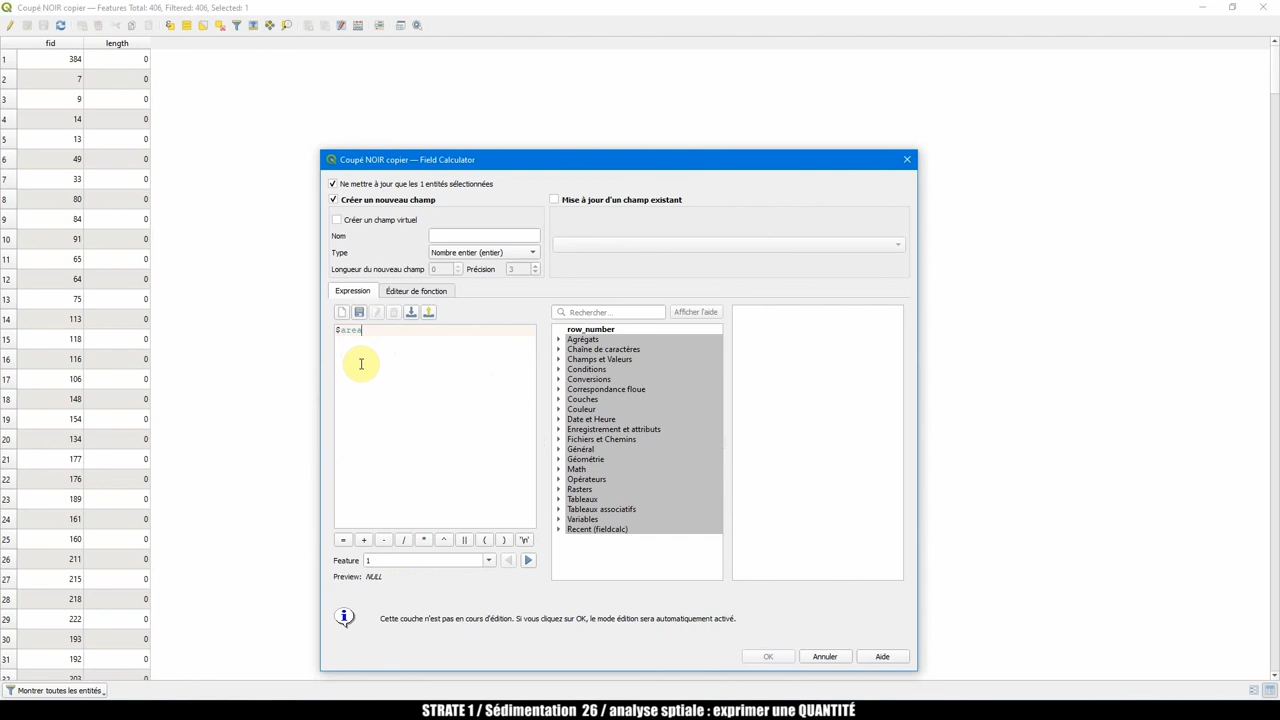 Coupé NOIR copier — Features Total: 406, Filtered: 406, Selected: 1
fid length
1 384 0
2 7 0
3 9 0
4 14 0
5 13 0
6 49 0
7 33 0
8 80 0
9 84 0
10 91 0
11 65 0
12 64 0
13 75 0
14 113 0
15 118 0
16 116 0
17 106 0
18 148 0
19 154 0
20 134 0
21 177 0
22 176 0
23 189 0
24 161 0
25 160 0
26 211 0
27 215 0
28 218 0
29 222 0
30 193 0
31 192 0
Coupé NOIR copier — Field Calculator
Ne mettre à jour que les 1 entités sélectionnées
Créer un nouveau champ
Mise à jour d'un champ existant
Créer un champ virtuel
Nom
Type Nombre entier (entier)
Longueur du nouveau champ 0 Précision 3
Expression Éditeur de fonction
Rechercher... Afficher l'aide
$area
row_number
Agrégats
Chaîne de caractères
Champs et Valeurs
Conditions
Conversions
Correspondance floue
Couches
Couleur
Date et Heure
Enregistrement et attributs
Fichiers et Chemins
Général
Géométrie
Math
Opérateurs
Rasters
Tableaux
Tableaux associatifs
Variables
Recent (fieldcalc)
= + - / * ^ || ( ) '\n'
Feature 1
Preview: NULL
Cette couche n'est pas en cours d'édition. Si vous cliquez sur OK, le mode édition sera automatiquement activé.
OK Annuler Aide
Montrer toutes les entités
STRATE 1 / Sédimentation 26 / analyse sptiale : exprimer une QUANTITÉ